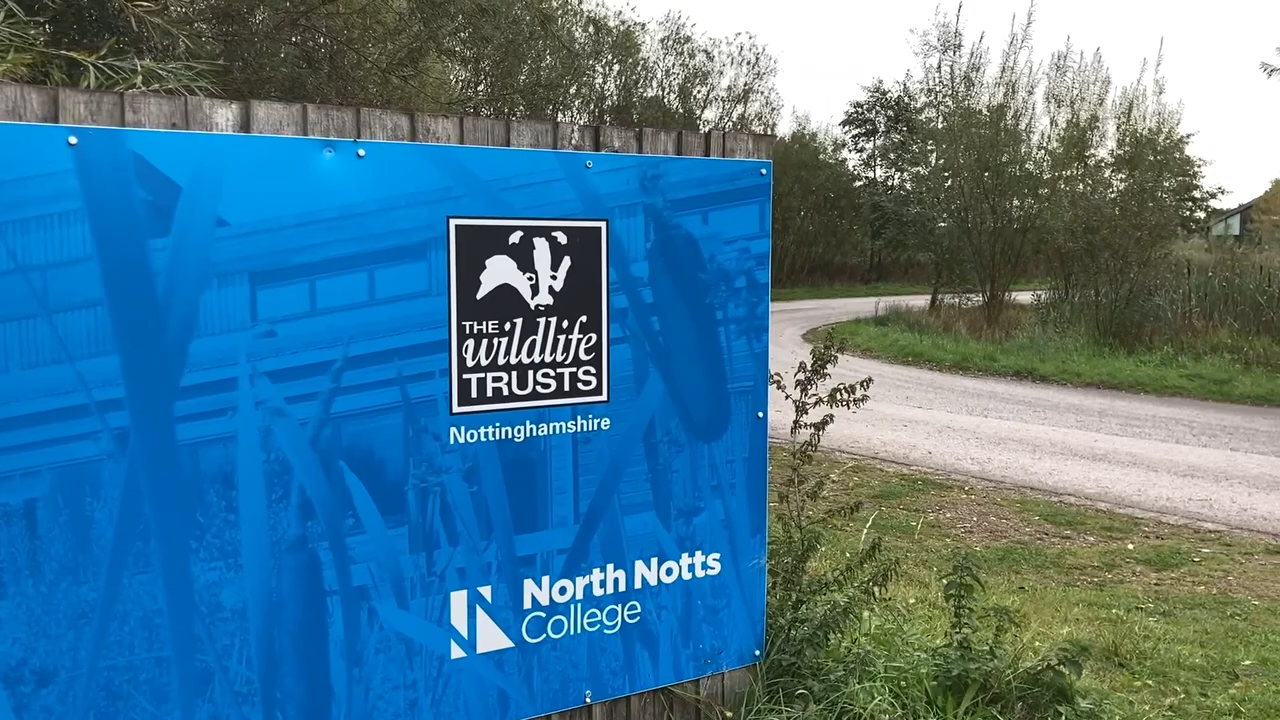 THE
wildlife
TRUSTS
Nottinghamshire
North Notts
College